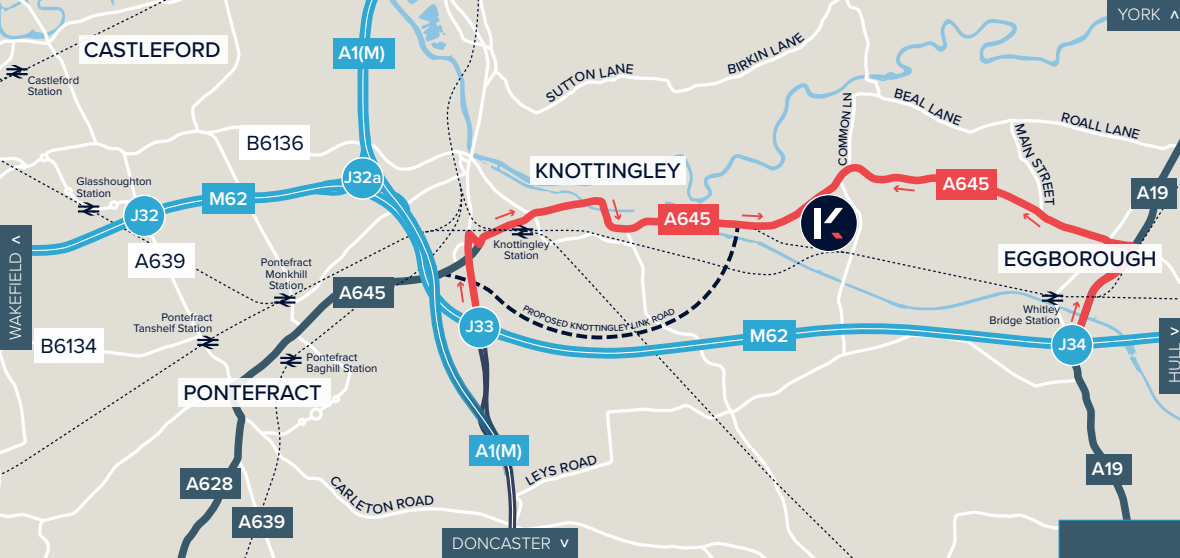 YORK >
CASTLEFORD
A1(M)
Castleford
Station
SUTTON LANE
BIRKIN LANE
BEAL LANE
ROALL LANE
COMMON LN
MAIN STREET
B6136
KNOTTINGLEY
J32a
A645
A19
Glasshoughton
Station
M62
J32
A645
K
WAKEFIELD >
A639
Knottingley
Station
EGGBOROUGH
Pontefract
Monkhill
Station
A645
Whitley
Bridge Station
Pontefract
Tanshelf Station
PROPOSED KNOTTINGLEY LINK ROAD
J33
M62
J34
B6134
Pontefract
Baghill Station
HULL >
PONTEFRACT
A1(M)
LEYS ROAD
A19
A628
CARLETON ROAD
A639
DONCASTER >